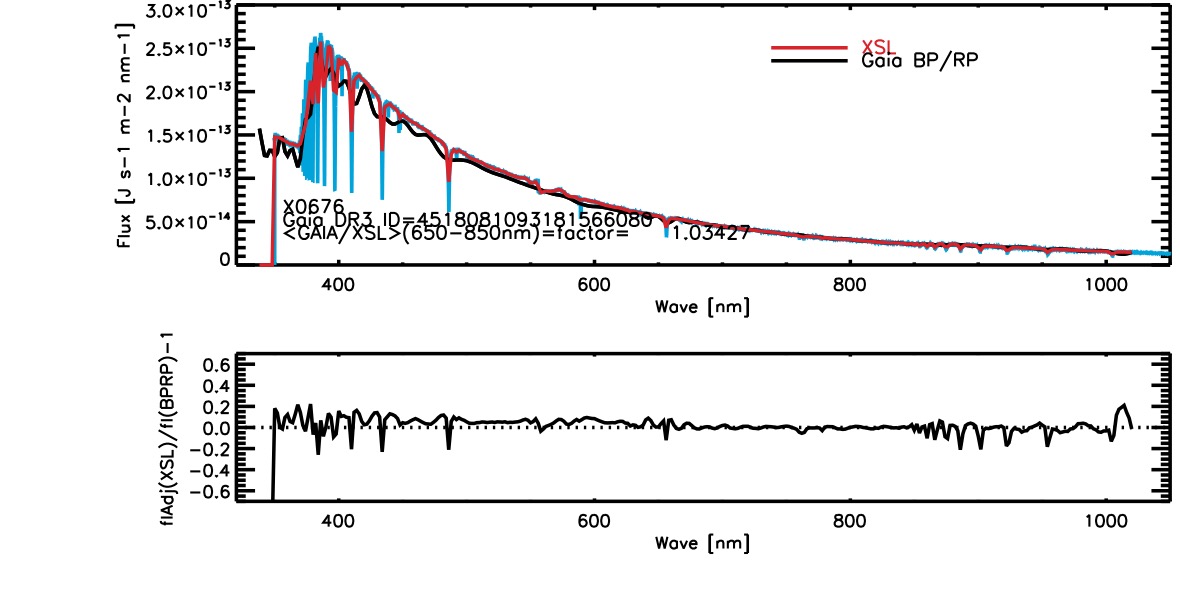 3.0×10−13
2.5×10−13
2.0×10−13
1.5×10−13
1.0×10−13
5.0×10−14
0
Flux [J s−1 m−2 nm−1]
XSL
Gaia BP/RP
X0676
Gaia DR3 ID=4518081093181566080
<GAIA/XSL>(650−850nm)=factor= 1.03427
400 600 800 1000
Wave [nm]
0.6
0.4
0.2
0.0
−0.2
−0.4
−0.6
flAdj(XSL)/fl(BPRP)−1
400 600 800 1000
Wave [nm]